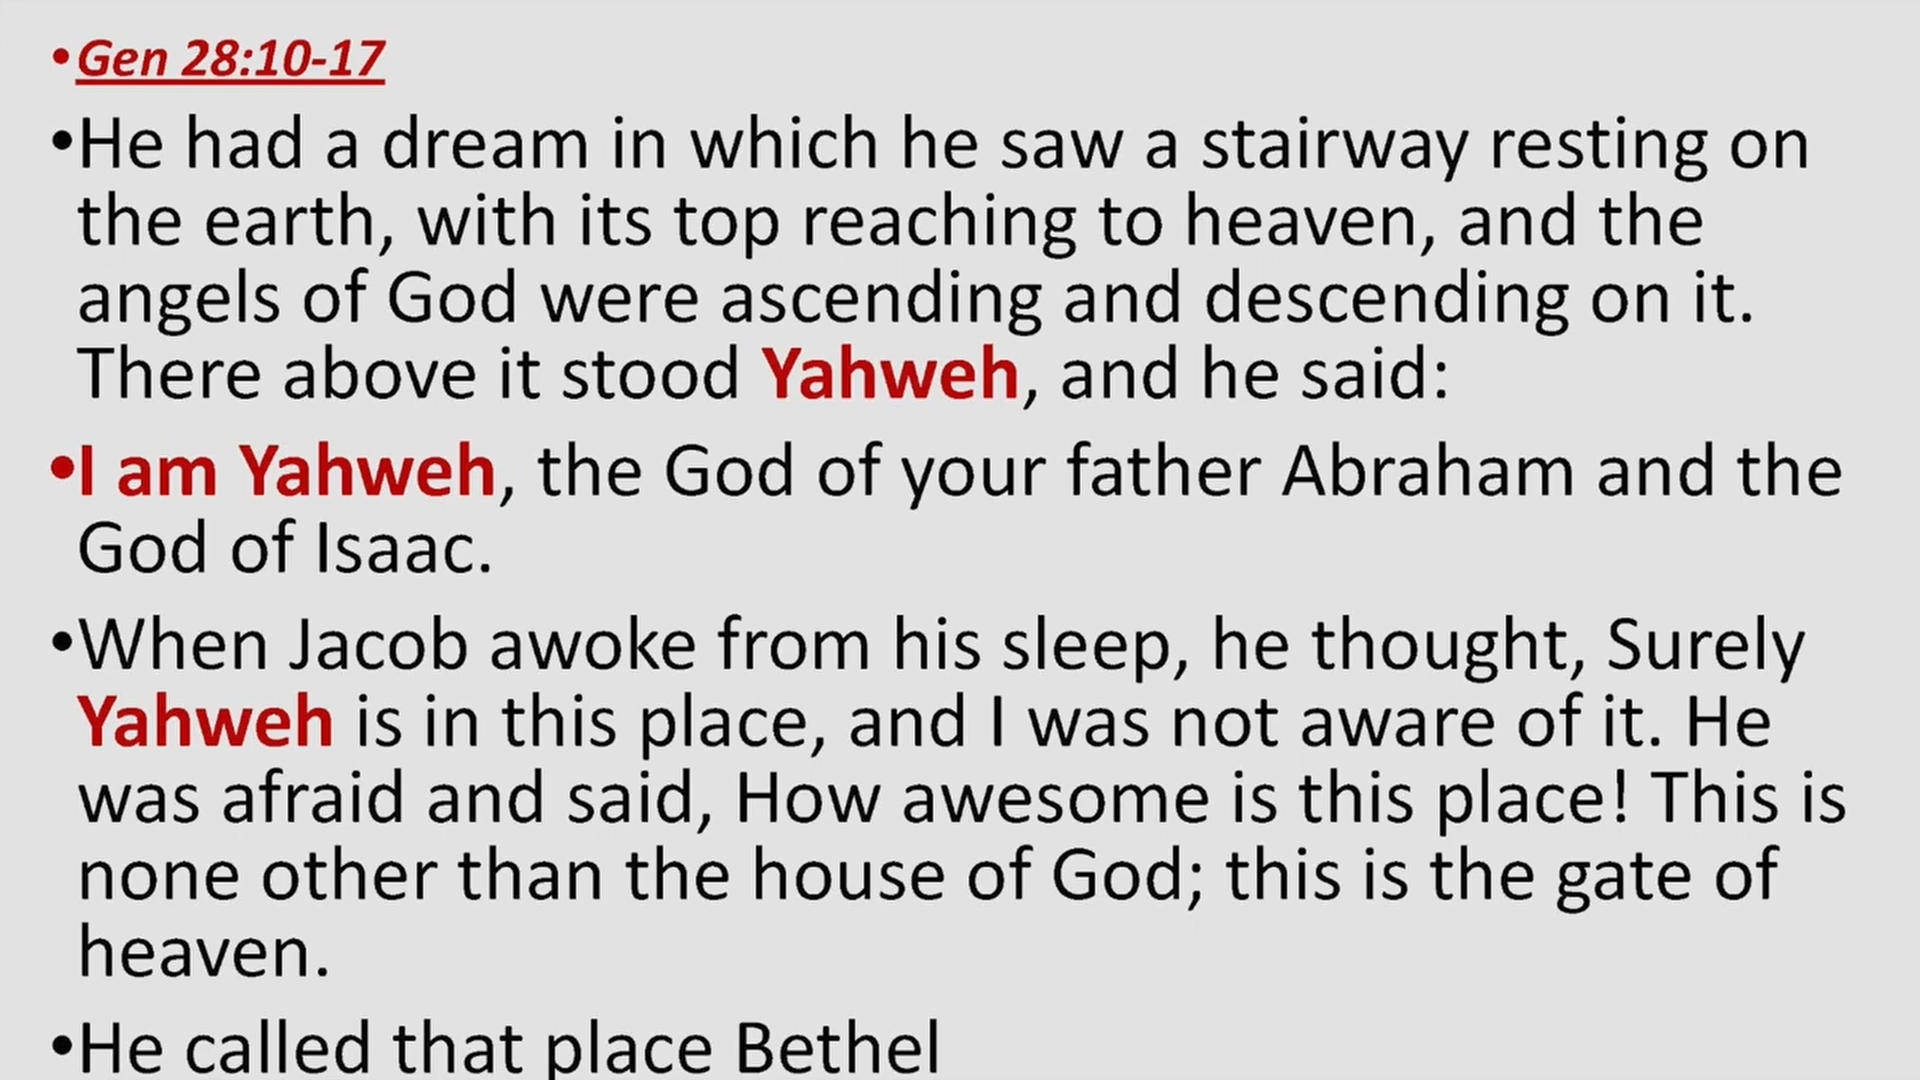 •Gen 28:10-17
•He had a dream in which he saw a stairway resting on
the earth, with its top reaching to heaven, and the
angels of God were ascending and descending on it.
There above it stood Yahweh, and he said:
•I am Yahweh, the God of your father Abraham and the
God of Isaac.
•When Jacob awoke from his sleep, he thought, Surely
Yahweh is in this place, and I was not aware of it. He
was afraid and said, How awesome is this place! This is
none other than the house of God; this is the gate of
heaven.
•He called that place Bethel